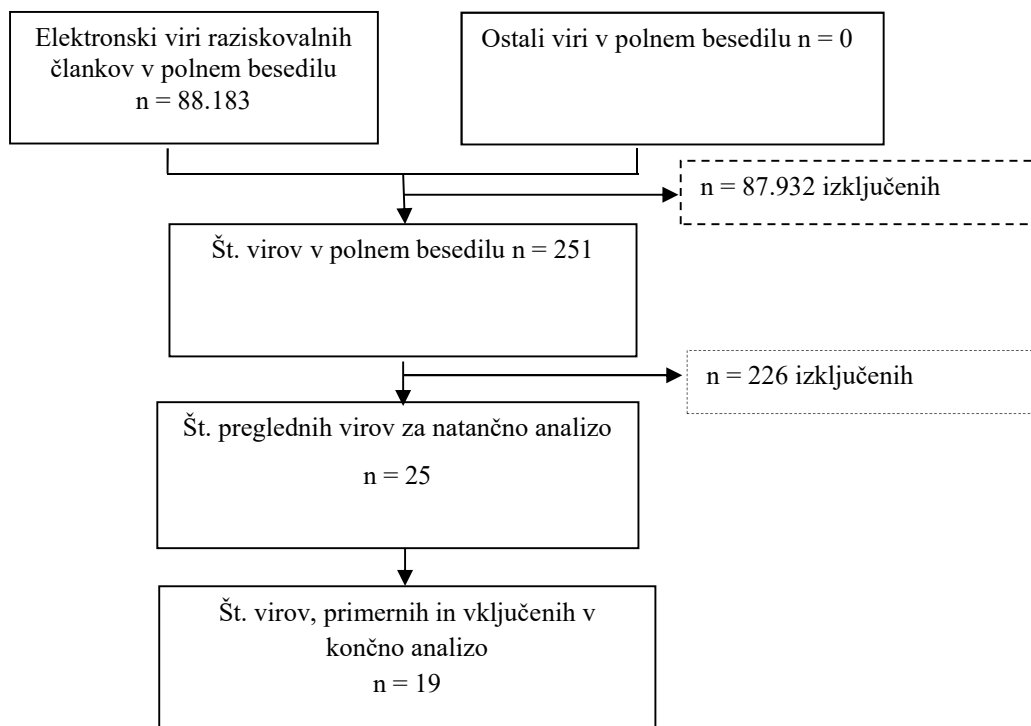 Elektronski viri raziskovalnih
člankov v polnem besedilu
n = 88.183
Ostali viri v polnem besedilu n = 0
n = 87.932 izključenih
Št. virov v polnem besedilu n = 251
n = 226 izključenih
Št. preglednih virov za natančno analizo
n = 25
Št. virov, primernih in vključenih v
končno analizo
n = 19